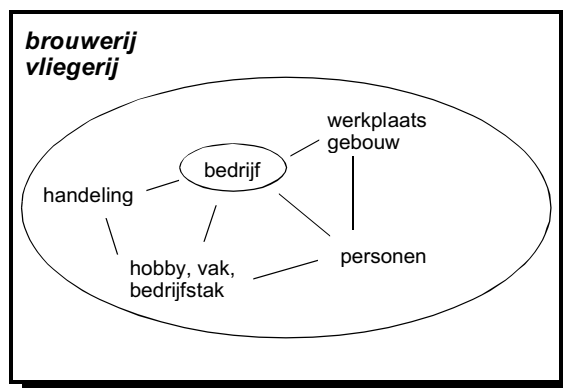 brouwerij
vliegerij
werkplaats
gebouw
bedrijf
handeling
personen
hobby, vak,
bedrijfstak